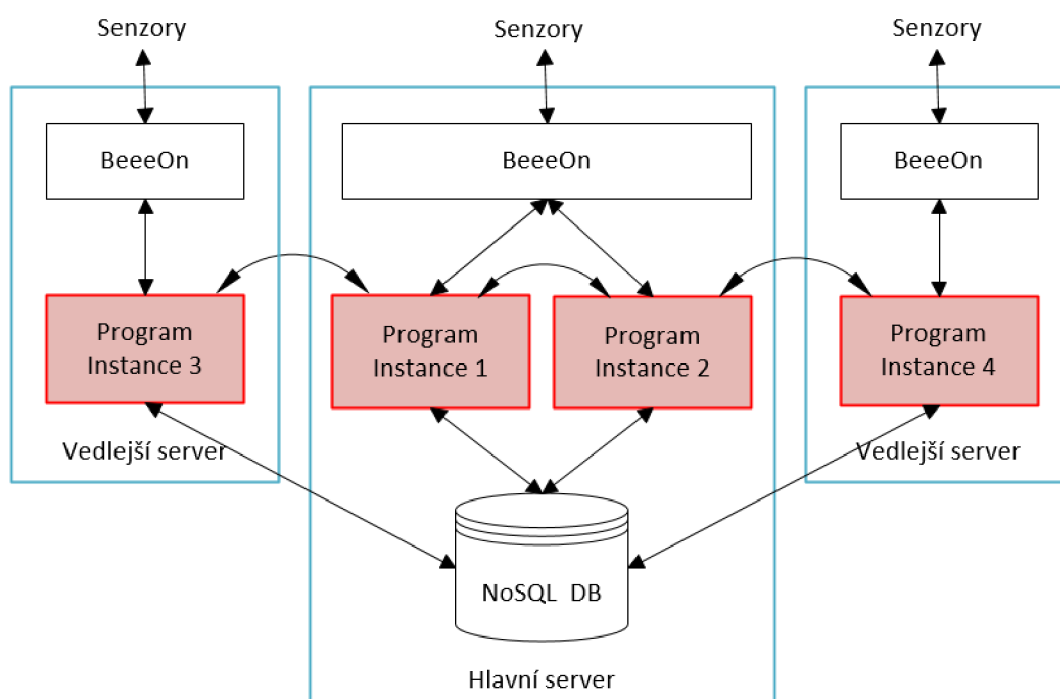 Senzory
Senzory
Senzory
BeeeOn
BeeeOn
BeeeOn
Program
Instance 3
Program
Instance 1
Program
Instance 2
Program
Instance 4
Vedlejší server
Vedlejší server
NoSQL DB
Hlavní server